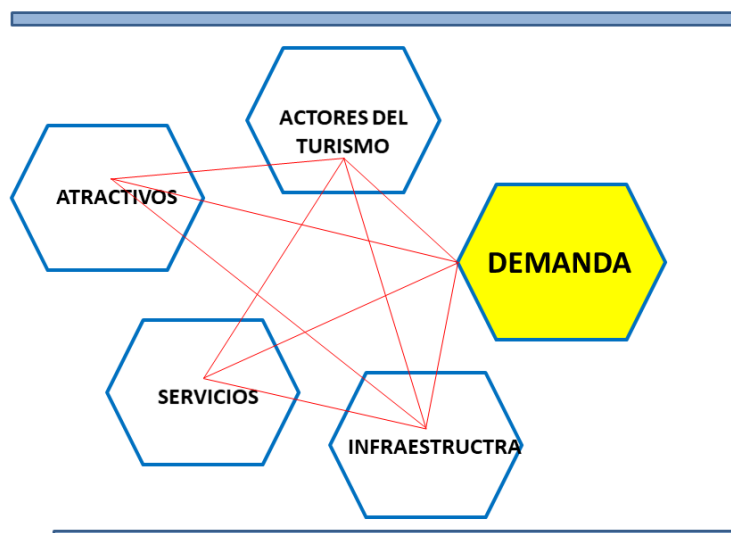 ACTORES DEL
TURISMO
ATRACTIVOS
DEMANDA
SERVICIOS
INFRAESTRUCTRA